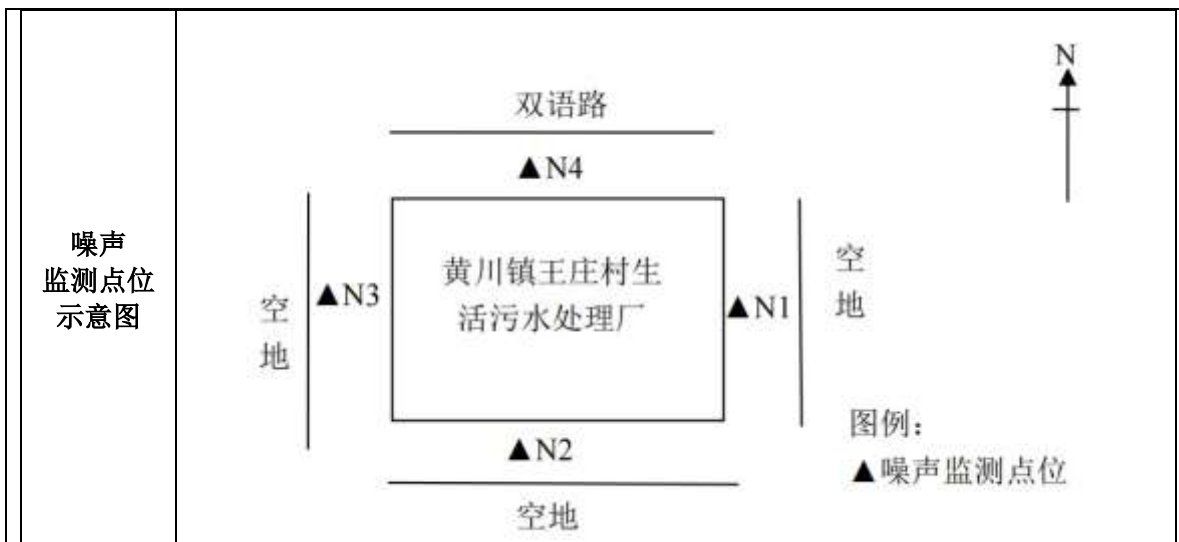 噪声
监测点位
示意图
N
双语路
▲N4
空地
▲N3
黄川镇王庄村生
活污水处理厂
▲N1
空地
▲N2
空地
图例：
▲噪声监测点位